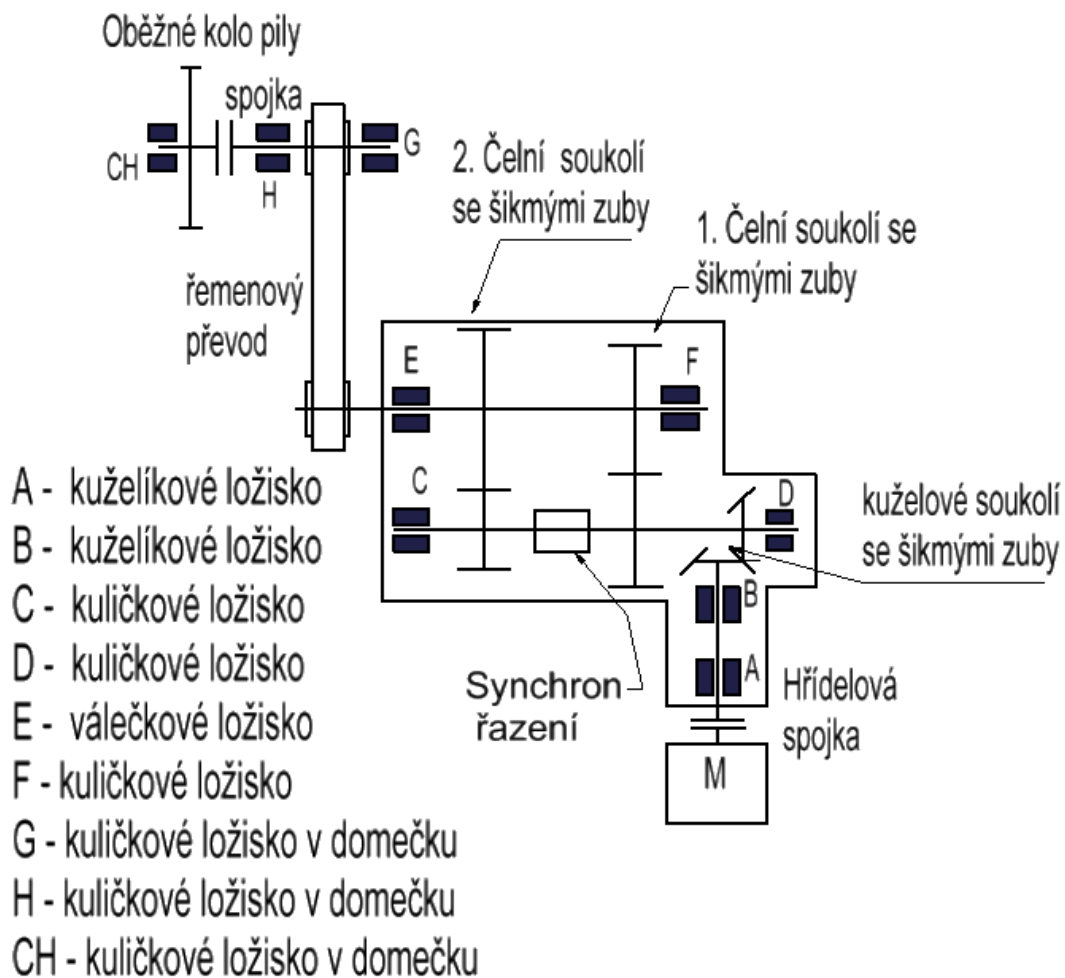 Oběžné kolo pily
spojka
G
CH
H
2. Čelní soukolí
se šikmými zuby
1. Čelní soukolí se
šikmými zuby
řemenový
převod
E
F
C
D
kuželové soukolí
se šikmými zuby
B
A
Synchron
řazení
Hřídelová
spojka
M
A - kuželíkové ložisko
B - kuželíkové ložisko
C - kuličkové ložisko
D - kuličkové ložisko
E - válečkové ložisko
F - kuličkové ložisko
G - kuličkové ložisko v domečku
H - kuličkové ložisko v domečku
CH - kuličkové ložisko v domečku